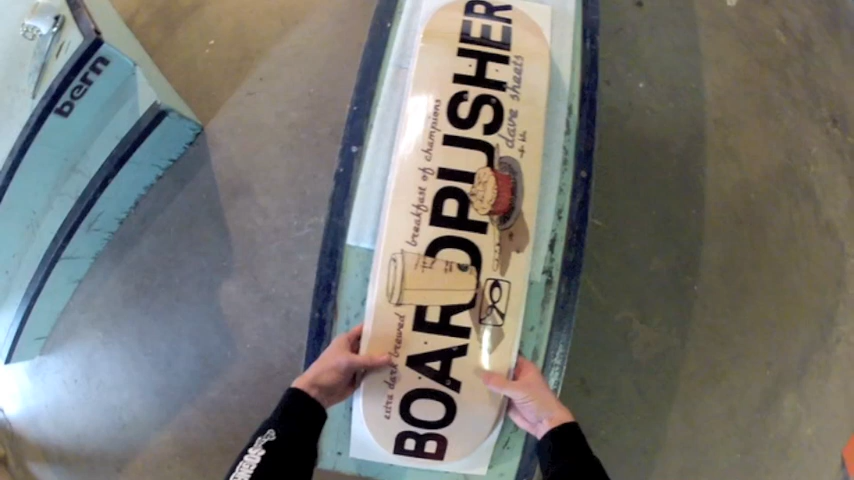 bern
BOARDPUSHER
dave sheets
breakfast of champions
extra dark brewed